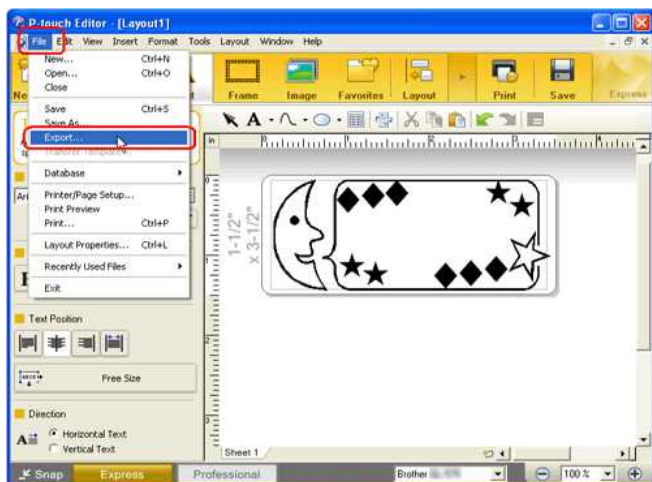 P-touch Editor - [Layout1]
File Edit View Insert Format Tools Layout Window Help
New... Ctrl+N
Open... Ctrl+O
Close
Save Ctrl+S
Save As...
Export...
Transfer Template...
Database
Printer/Page Setup...
Print Preview
Print... Ctrl+P
Layout Properties... Ctrl+L
Recently Used Files
Exit
Frame Image Favorites Layout Print Save Express
A
in
1-1/2"
x 3-1/2"
Text Position
Free Size
Direction
Horizontal Text
Vertical Text
Sheet 1
Snap Express Professional Brother 100 %